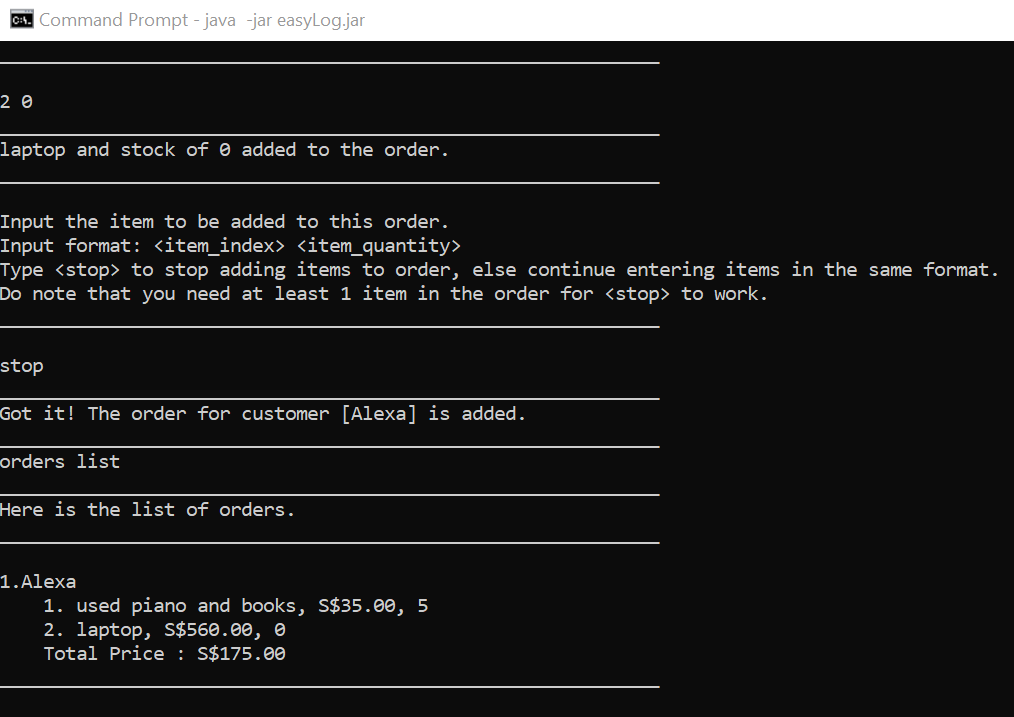 Command Prompt - java  -jar easyLog.jar
2 0
laptop and stock of 0 added to the order.
Input the item to be added to this order.
Input format: <item_index> <item_quantity>
Type <stop> to stop adding items to order, else continue entering items in the same format.
Do note that you need at least 1 item in the order for <stop> to work.
stop
Got it! The order for customer [Alexa] is added.
orders list
Here is the list of orders.
1.Alexa
    1. used piano and books, S$35.00, 5
    2. laptop, S$560.00, 0
    Total Price : S$175.00